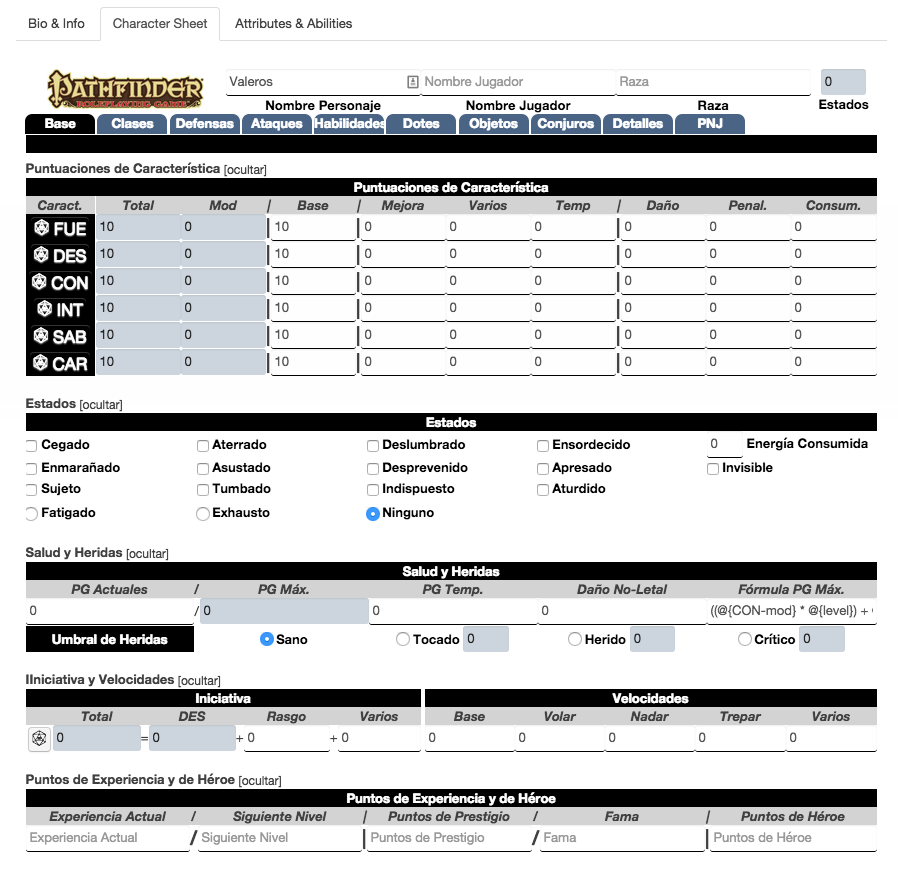 Bio & Info Character Sheet Attributes & Abilities
PATHFINDER
ROLEPLAYING GAME
Valeros Nombre Jugador Raza 0
Nombre Personaje Nombre Jugador Raza Estados
Base Clases Defensas Ataques Habilidades Dotes Objetos Conjuros Detalles PNJ
Puntuaciones de Característica [ocultar]
Puntuaciones de Característica
Caract. Total Mod / Base / Mejora Varios Temp / Daño Penal. Consum.
FUE 10 0 | 10 | 0 0 0 | 0 0 0
DES 10 0 | 10 | 0 0 0 | 0 0 0
CON 10 0 | 10 | 0 0 0 | 0 0 0
INT 10 0 | 10 | 0 0 0 | 0 0 0
SAB 10 0 | 10 | 0 0 0 | 0 0 0
CAR 10 0 | 10 | 0 0 0 | 0 0 0
Estados [ocultar]
Estados
Cegado Aterrado Deslumbrado Ensordecido 0 Energía Consumida
Enmarañado Asustado Desprevenido Apresado Invisible
Sujeto Tumbado Indispuesto Aturdido
Fatigado Exhausto Ninguno
Salud y Heridas [ocultar]
Salud y Heridas
PG Actuales / PG Máx. PG Temp. Daño No-Letal Fórmula PG Máx.
0 / 0 0 0 ((@{CON-mod} * @{level}) +
Umbral de Heridas Sano Tocado 0 Herido 0 Crítico 0
IIniciativa y Velocidades [ocultar]
Iniciativa Velocidades
Total DES Rasgo Varios Base Volar Nadar Trepar Varios
0 = 0 + 0 + 0 0 0 0 0 0
Puntos de Experiencia y de Héroe [ocultar]
Puntos de Experiencia y de Héroe
Experiencia Actual / Siguiente Nivel | Puntos de Prestigio / Fama | Puntos de Héroe
Experiencia Actual / Siguiente Nivel | Puntos de Prestigio / Fama | Puntos de Héroe